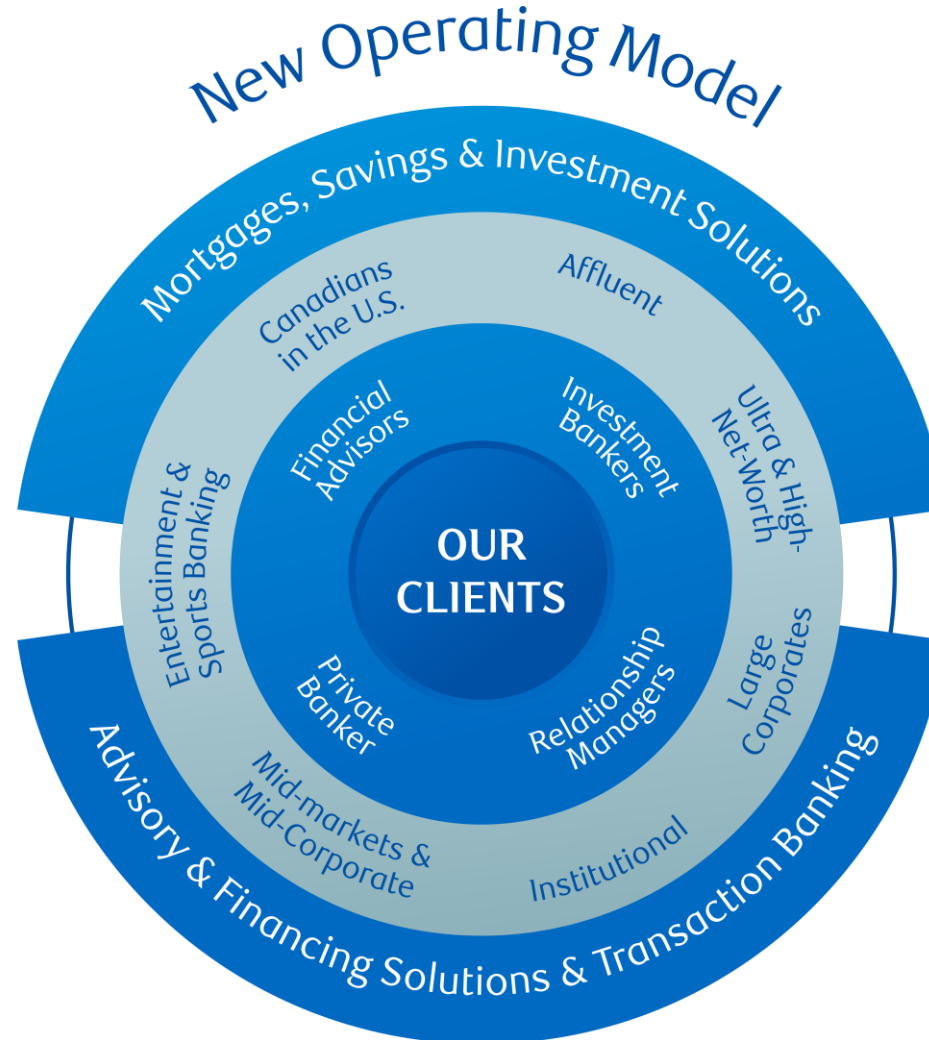 New Operating Model
Mortgages, Savings & Investment Solutions
Canadians
in the U.S.
Affluent
Ultra & High-
Net-Worth
Large
Corporates
Institutional
Mid-markets &
Mid-Corporate
Entertainment &
Sports Banking
Financial
Advisors
Investment
Bankers
Relationship
Managers
Private
Banker
OUR
CLIENTS
Advisory & Financing Solutions & Transaction Banking